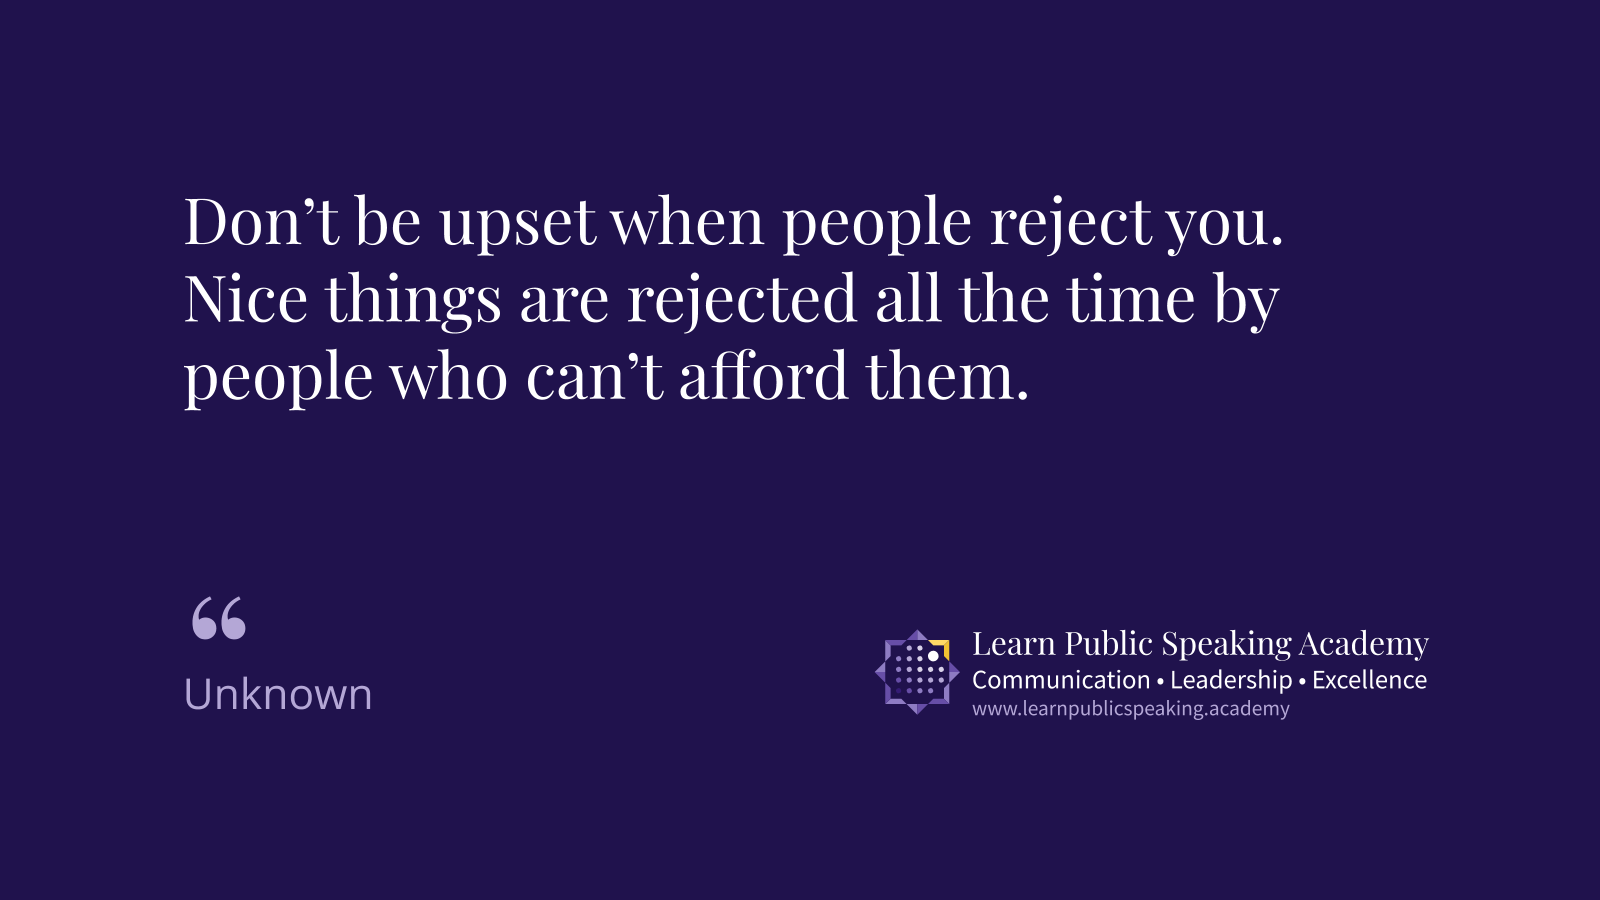 Don’t be upset when people reject you.
Nice things are rejected all the time by
people who can’t afford them.
“
Unknown
Learn Public Speaking Academy
Communication • Leadership • Excellence
www.learnpublicspeaking.academy